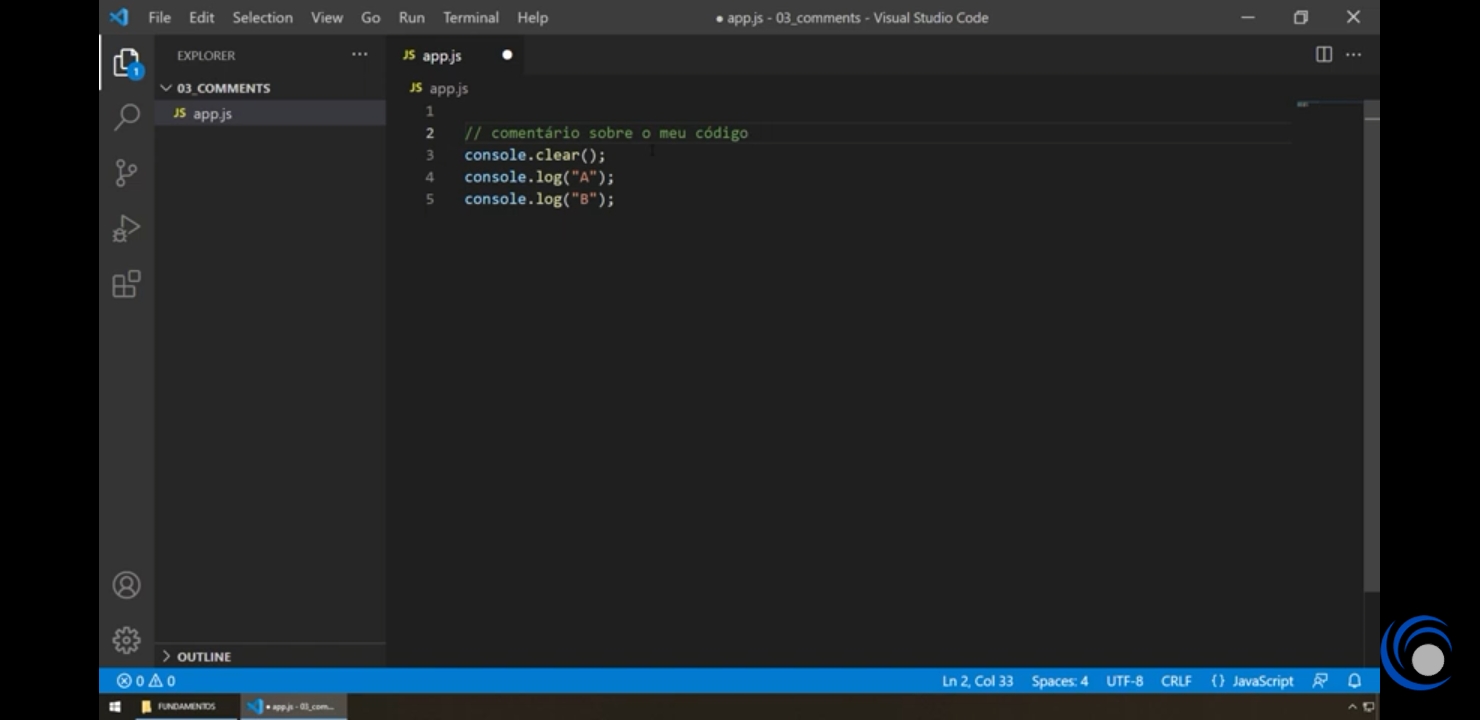 File Edit Selection View Go Run Terminal Help
● app.js - 03_comments - Visual Studio Code
EXPLORER
1
03_COMMENTS
JS app.js
JS app.js
JS app.js
1
2 // comentário sobre o meu código
3 console.clear();
4 console.log("A");
5 console.log("B");
OUTLINE
0 0
Ln 2, Col 33 Spaces: 4 UTF-8 CRLF {} JavaScript
FUNDAMENTOS
● app.js - 03_com...